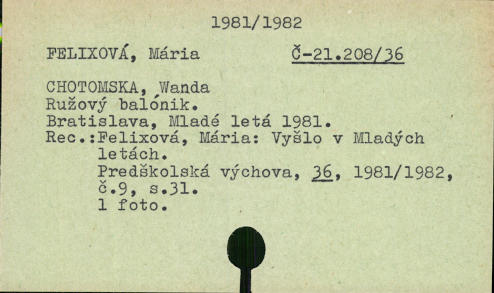 1981/1982
FELIXOVÁ, Mária Č-21.208/36
CHOTOMSKA, Wanda
Ružový balónik.
Bratislava, Mladé letá 1981.
Rec.:Felixová, Mária: Vyšlo v Mladých
letách.
Predškolská výchova, 36, 1981/1982,
č.9, s.31.
1 foto.